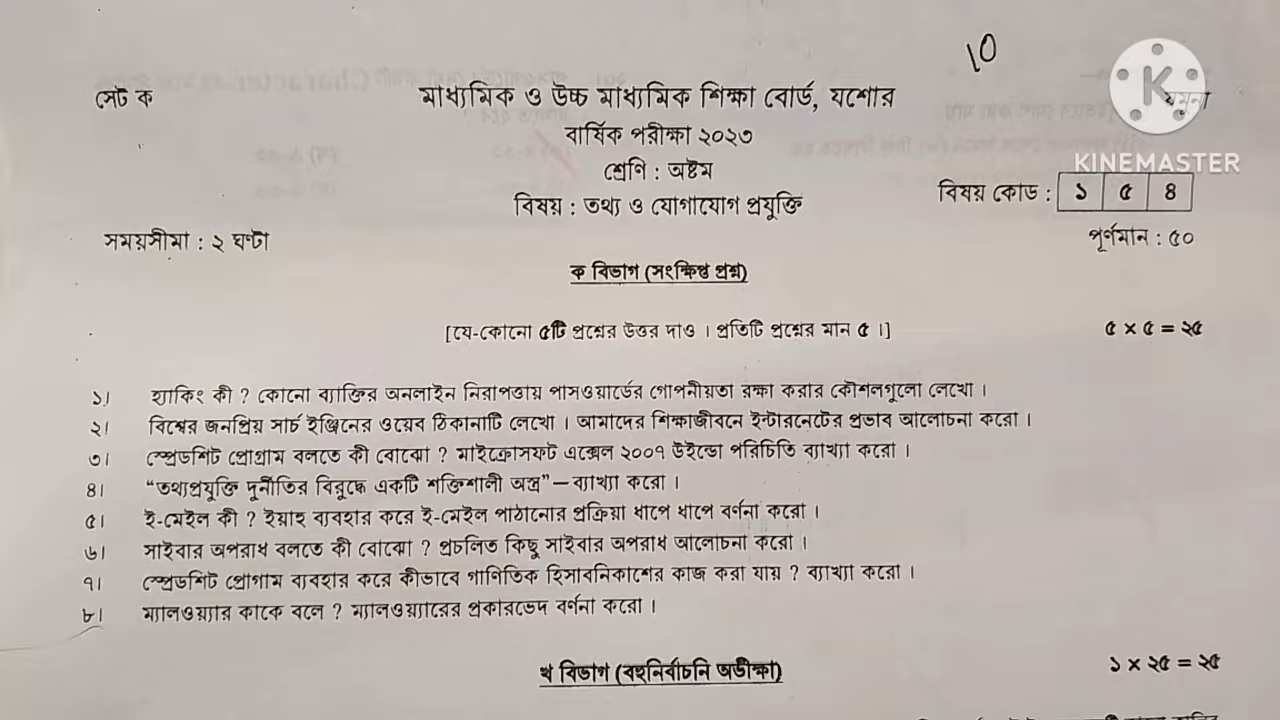 10
K
সেট ক
মাধ্যমিক ও উচ্চ মাধ্যমিক শিক্ষা বোর্ড, যশোর
যমুনা
বার্ষিক পরীক্ষা ২০২৩
KINEMASTER
শ্রেণি : অষ্টম
বিষয় : তথ্য ও যোগাযোগ প্রযুক্তি
বিষয় কোড : ১ ৫ ৪
সময়সীমা : ২ ঘণ্টা
পূর্ণমান : ৫০
ক বিভাগ (সংক্ষিপ্ত প্রশ্ন)
[যে-কোনো ৫টি প্রশ্নের উত্তর দাও । প্রতিটি প্রশ্নের মান ৫ ।]
৫ × ৫ = ২৫
১। হ্যাকিং কী ? কোনো ব্যাক্তির অনলাইন নিরাপত্তায় পাসওয়ার্ডের গোপনীয়তা রক্ষা করার কৌশলগুলো লেখো ।
২। বিশ্বের জনপ্রিয় সার্চ ইঞ্জিনের ওয়েব ঠিকানাটি লেখো । আমাদের শিক্ষাজীবনে ইন্টারনেটের প্রভাব আলোচনা করো ।
৩। স্প্রেডশিট প্রোগ্রাম বলতে কী বোঝো ? মাইক্রোসফট এক্সেল ২০০৭ উইন্ডো পরিচিতি ব্যাখ্যা করো ।
৪। “তথ্যপ্রযুক্তি দুর্নীতির বিরুদ্ধে একটি শক্তিশালী অস্ত্র”—ব্যাখ্যা করো ।
৫। ই-মেইল কী ? ইয়াহু ব্যবহার করে ই-মেইল পাঠানোর প্রক্রিয়া ধাপে ধাপে বর্ণনা করো ।
৬। সাইবার অপরাধ বলতে কী বোঝো ? প্রচলিত কিছু সাইবার অপরাধ আলোচনা করো ।
৭। স্প্রেডশিট প্রোগাম ব্যবহার করে কীভাবে গাণিতিক হিসাবনিকাশের কাজ করা যায় ? ব্যাখ্যা করো ।
৮। ম্যালওয়্যার কাকে বলে ? ম্যালওয়্যারের প্রকারভেদ বর্ণনা করো ।
খ বিভাগ (বহুনির্বাচনি অভীক্ষা)
১ × ২৫ = ২৫